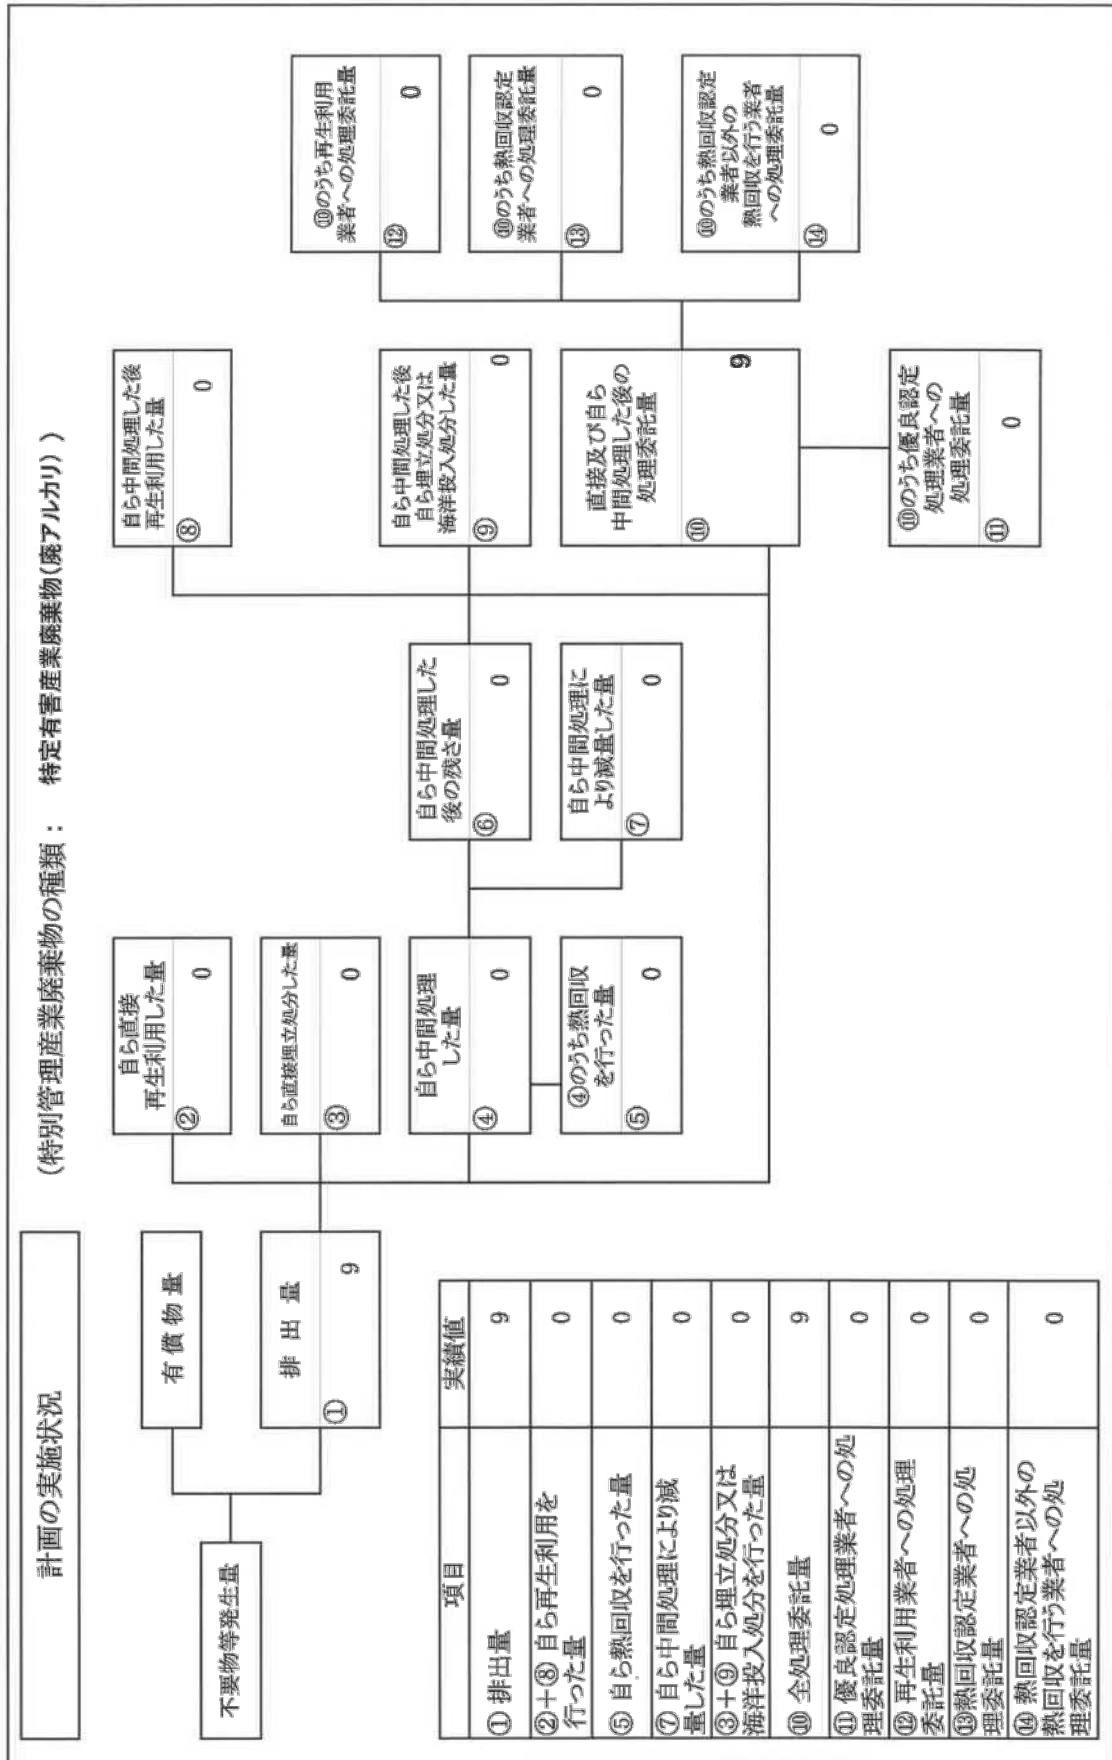 計画の実施状況
(特別管理産業廃棄物の種類： 特定有害産業廃棄物(廃アルカリ) )
不要物等発生量
有償物量
排出量
①
9
自ら直接
再生利用した量
②
0
自ら直接埋立処分した量
③
0
自ら中間処理
した量
④
0
④のうち熱回収
を行った量
⑤
0
自ら中間処理した
後の残さ量
⑥
0
自ら中間処理に
より減量した量
⑦
0
自ら中間処理した後
再生利用した量
⑧
0
自ら中間処理した後
自ら埋立処分又は
海洋投入処分した量
⑨
0
直接及び自ら
中間処理した後の
処理委託量
⑩
9
⑩のうち優良認定
処理業者への
処理委託量
⑪
0
⑩のうち再生利用
業者への処理委託量
⑫
0
⑩のうち熱回収認定
業者への処理委託量
⑬
0
⑩のうち熱回収認定
業者以外の
熱回収を行う業者
への処理委託量
⑭
0
項目 実績値
① 排出量 9
②＋⑧ 自ら再生利用を
行った量 0
⑤ 自ら熱回収を行った量 0
⑦ 自ら中間処理により減
量した量 0
③＋⑨ 自ら埋立処分又は
海洋投入処分を行った量 0
⑩ 全処理委託量 9
⑪ 優良認定処理業者への処
理委託量 0
⑫ 再生利用業者への処理
委託量 0
⑬熱回収認定業者への処
理委託量 0
⑭ 熱回収認定業者以外の
熱回収を行う業者への処
理委託量 0